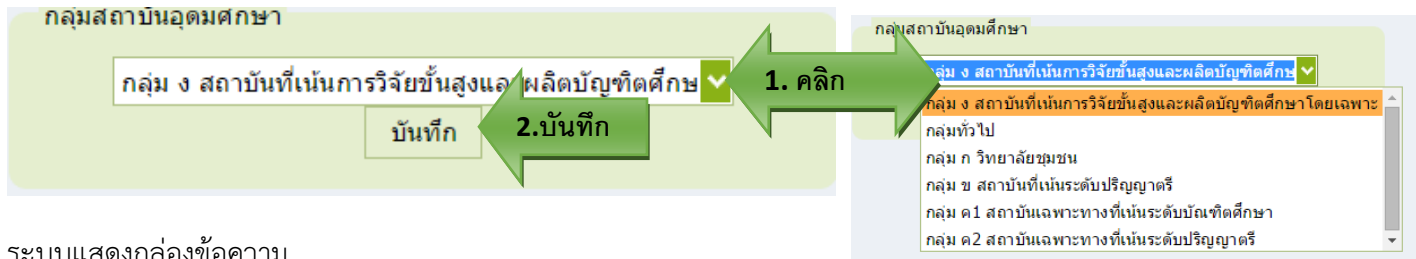 กลุ่มสถาบันอุดมศึกษา
กลุ่ม ง สถาบันที่เน้นการวิจัยขั้นสูงและผลิตบัญฑิตศึกษ
บันทึก
2.บันทึก
1. คลิก
กลุ่มสถาบันอุดมศึกษา
กลุ่ม ง สถาบันที่เน้นการวิจัยขั้นสูงและผลิตบัญฑิตศึกษ
กลุ่ม ง สถาบันที่เน้นการวิจัยขั้นสูงและผลิตบัญฑิตศึกษาโดยเฉพาะ
กลุ่มทั่วไป
กลุ่ม ก วิทยาลัยชุมชน
กลุ่ม ข สถาบันที่เน้นระดับปริญญาตรี
กลุ่ม ค1 สถาบันเฉพาะทางที่เน้นระดับบัณฑิตศึกษา
กลุ่ม ค2 สถาบันเฉพาะทางที่เน้นระดับปริญญาตรี
ระบบแสดงกล่องข้อความ